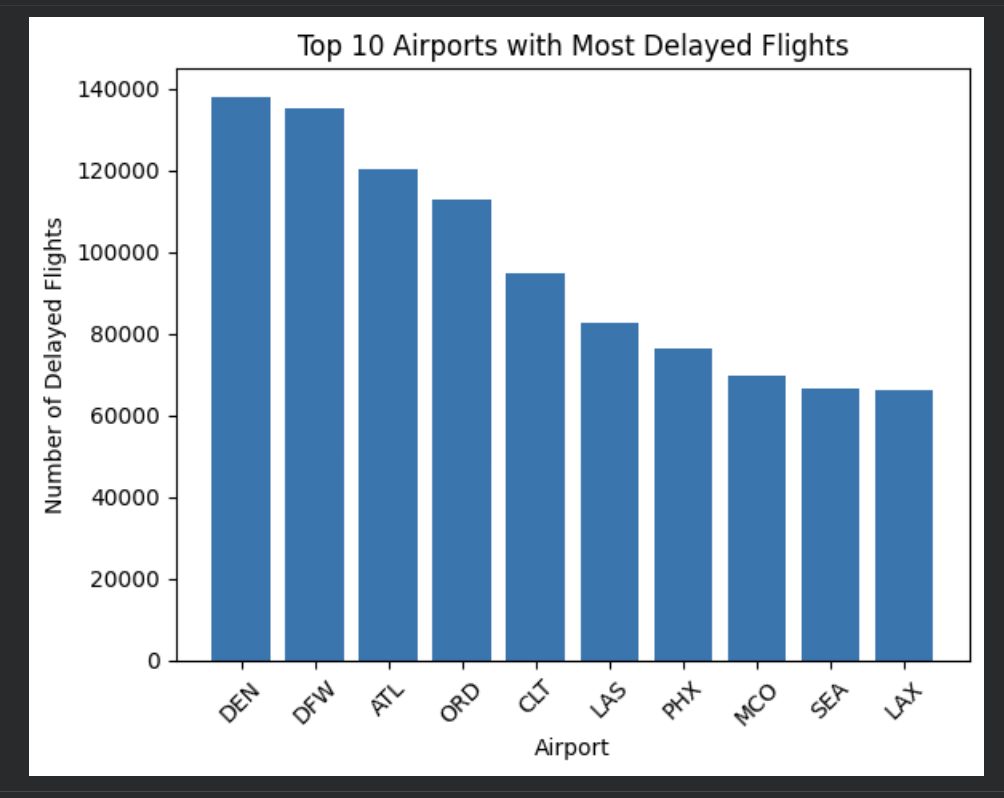 Top 10 Airports with Most Delayed Flights
140000
120000
100000
80000
60000
40000
20000
0
Number of Delayed Flights
DEN
DFW
ATL
ORD
CLT
LAS
PHX
MCO
SEA
LAX
Airport